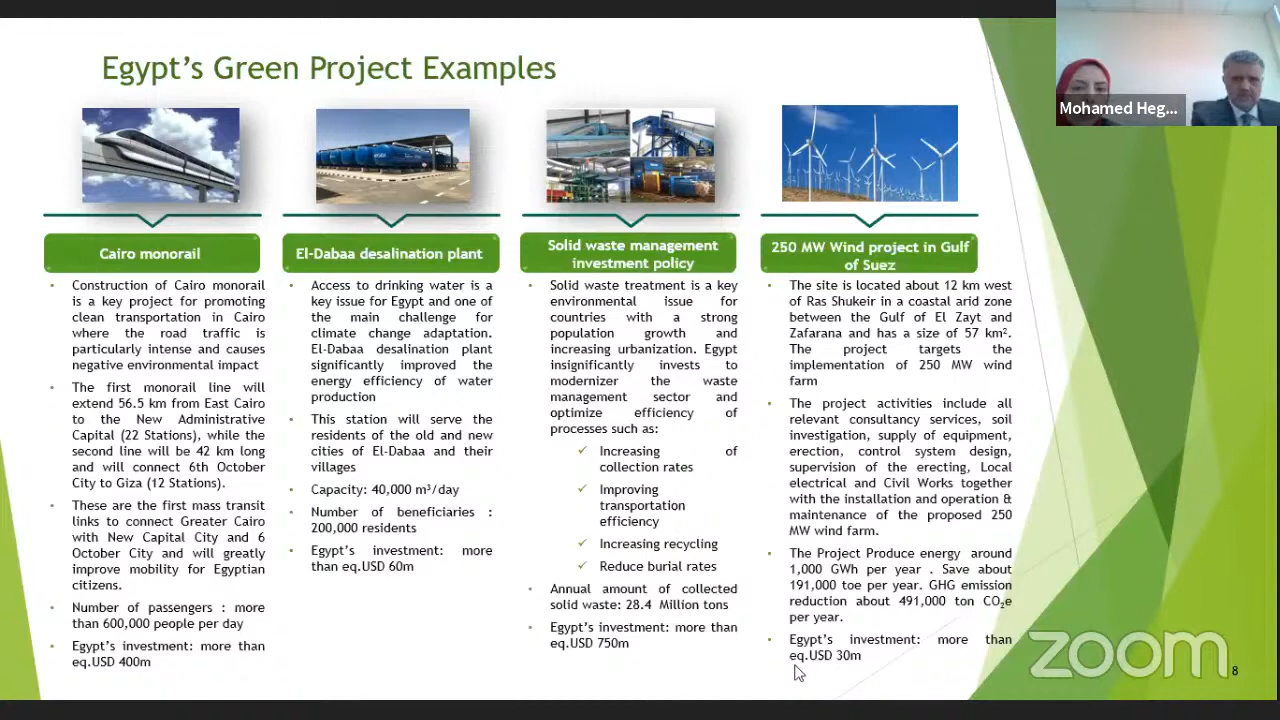 Egypt's Green Project Examples
Mohamed Heg...
Cairo monorail
Construction of Cairo monorail
is a key project for promoting
clean transportation in Cairo
where the road traffic is
particularly intense and causes
negative environmental impact
The first monorail line will
extend 56.5 km from East Cairo
to the New Administrative
Capital (22 Stations), while the
second line will be 42 km long
and will connect 6th October
City to Giza (12 Stations).
These are the first mass transit
links to connect Greater Cairo
with New Capital City and 6
October City and will greatly
improve mobility for Egyptian
citizens.
Number of passengers : more
than 600,000 people per day
Egypt's investment: more than
eq.USD 400m
El-Dabaa desalination plant
Access to drinking water is a
key issue for Egypt and one of
the main challenge for
climate change adaptation.
El-Dabaa desalination plant
significantly improved the
energy efficiency of water
production
This station will serve the
residents of the old and new
cities of El-Dabaa and their
villages
Capacity: 40,000 m³/day
Number of beneficiaries :
200,000 residents
Egypt's investment: more
than eq.USD 60m
Solid waste management
investment policy
Solid waste treatment is a key
environmental issue for
countries with a strong
population growth and
increasing urbanization. Egypt
insignificantly invests to
modernizer the waste
management sector and
optimize efficiency of
processes such as:
Increasing of
collection rates
Improving
transportation
efficiency
Increasing recycling
Reduce burial rates
Annual amount of collected
solid waste: 28.4 Million tons
Egypt's investment: more than
eq.USD 750m
250 MW Wind project in Gulf
of Suez
The site is located about 12 km west
of Ras Shukeir in a coastal arid zone
between the Gulf of El Zayt and
Zafarana and has a size of 57 km².
The project targets the
implementation of 250 MW wind
farm
The project activities include all
relevant consultancy services, soil
investigation, supply of equipment,
erection, control system design,
supervision of the erecting, Local
electrical and Civil Works together
with the installation and operation &
maintenance of the proposed 250
MW wind farm.
The Project Produce energy around
1,000 GWh per year . Save about
191,000 toe per year. GHG emission
reduction about 491,000 ton CO₂e
per year.
Egypt's investment: more than
eq.USD 30m
zoom
8